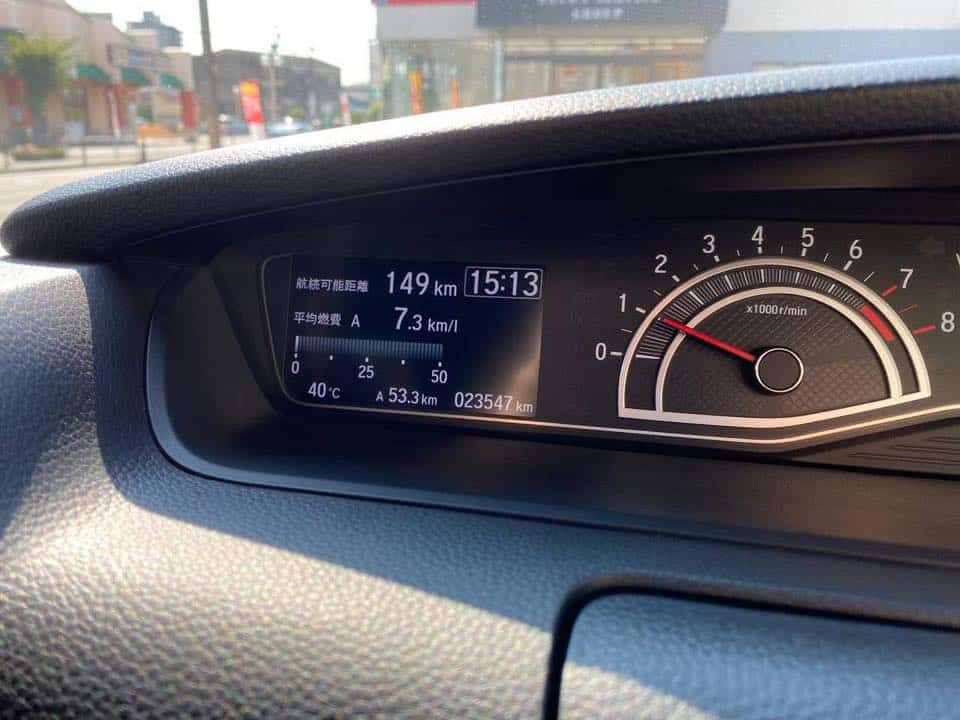 航続可能距離 149 km 15:13
平均燃費 A 7.3 km/l
0 25 50
40℃ A 53.3 km 023547 km
0 1 2 3 4 5 6 7 8
x1000r/min